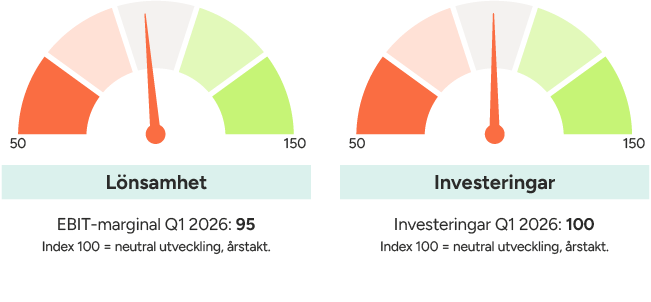 50 150
Lönsamhet
EBIT-marginal Q1 2026: 95
Index 100 = neutral utveckling, årstakt.
50 150
Investeringar
Investeringar Q1 2026: 100
Index 100 = neutral utveckling, årstakt.